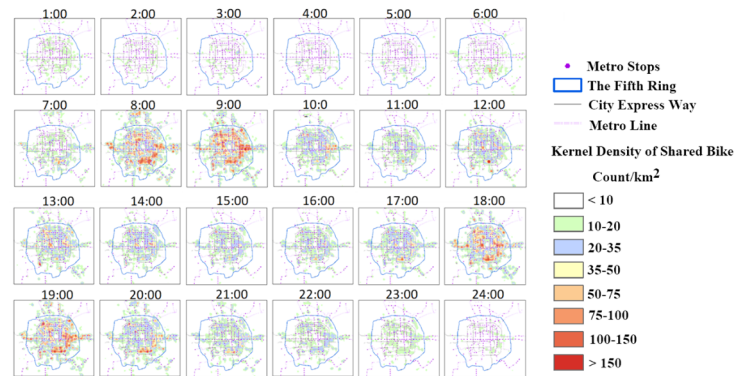 1:00 2:00 3:00 4:00 5:00 6:00
7:00 8:00 9:00 10:0 11:00 12:00
13:00 14:00 15:00 16:00 17:00 18:00
19:00 20:00 21:00 22:00 23:00 24:00
Metro Stops
The Fifth Ring
City Express Way
Metro Line
Kernel Density of Shared Bike
Count/km²
< 10
10-20
20-35
35-50
50-75
75-100
100-150
> 150